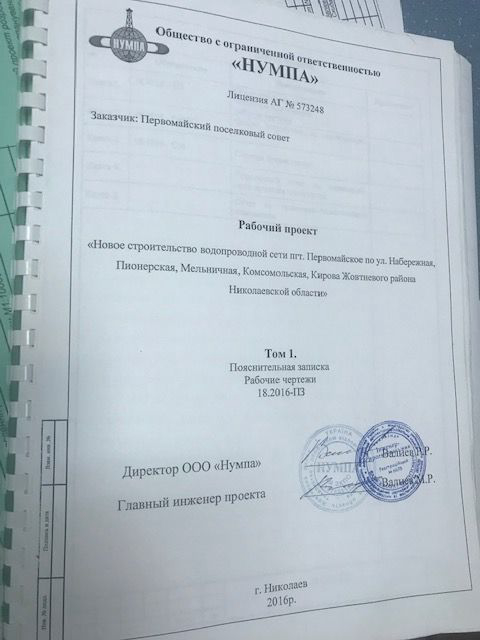 НУМПА
Общество с ограниченной ответственностью
«НУМПА»
Лицензия АГ № 573248
Заказчик: Первомайский поселковый совет
Рабочий проект
«Новое строительство водопроводной сети пгт. Первомайское по ул. Набережная,
Пионерская, Мельничная, Комсомольская, Кирова Жовтневого района
Николаевской области»
Том 1.
Пояснительная записка
Рабочие чертежи
18.2016-ПЗ
УКРАЇНА
НУМПА
Директор ООО «Нумпа»
Валиев Р.Р.
Главный инженер проекта
Валиев М.Р.
Взам. инв. №
Подпись и дата
Инв. № подл.
г. Николаев
2016р.